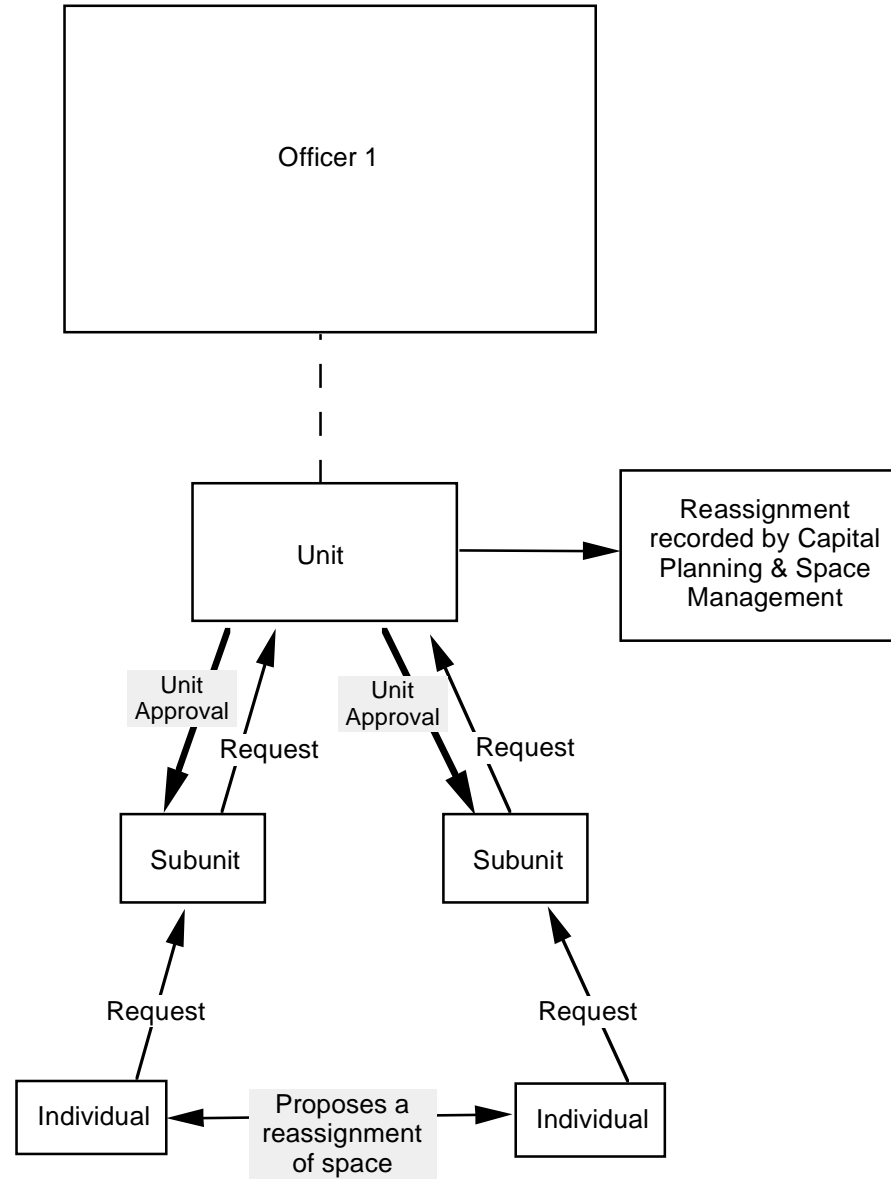 Officer 1
Unit
Reassignment
recorded by Capital
Planning & Space
Management
Unit
Approval
Request
Unit
Approval
Request
Subunit
Subunit
Request
Request
Individual
Proposes a
reassignment
of space
Individual